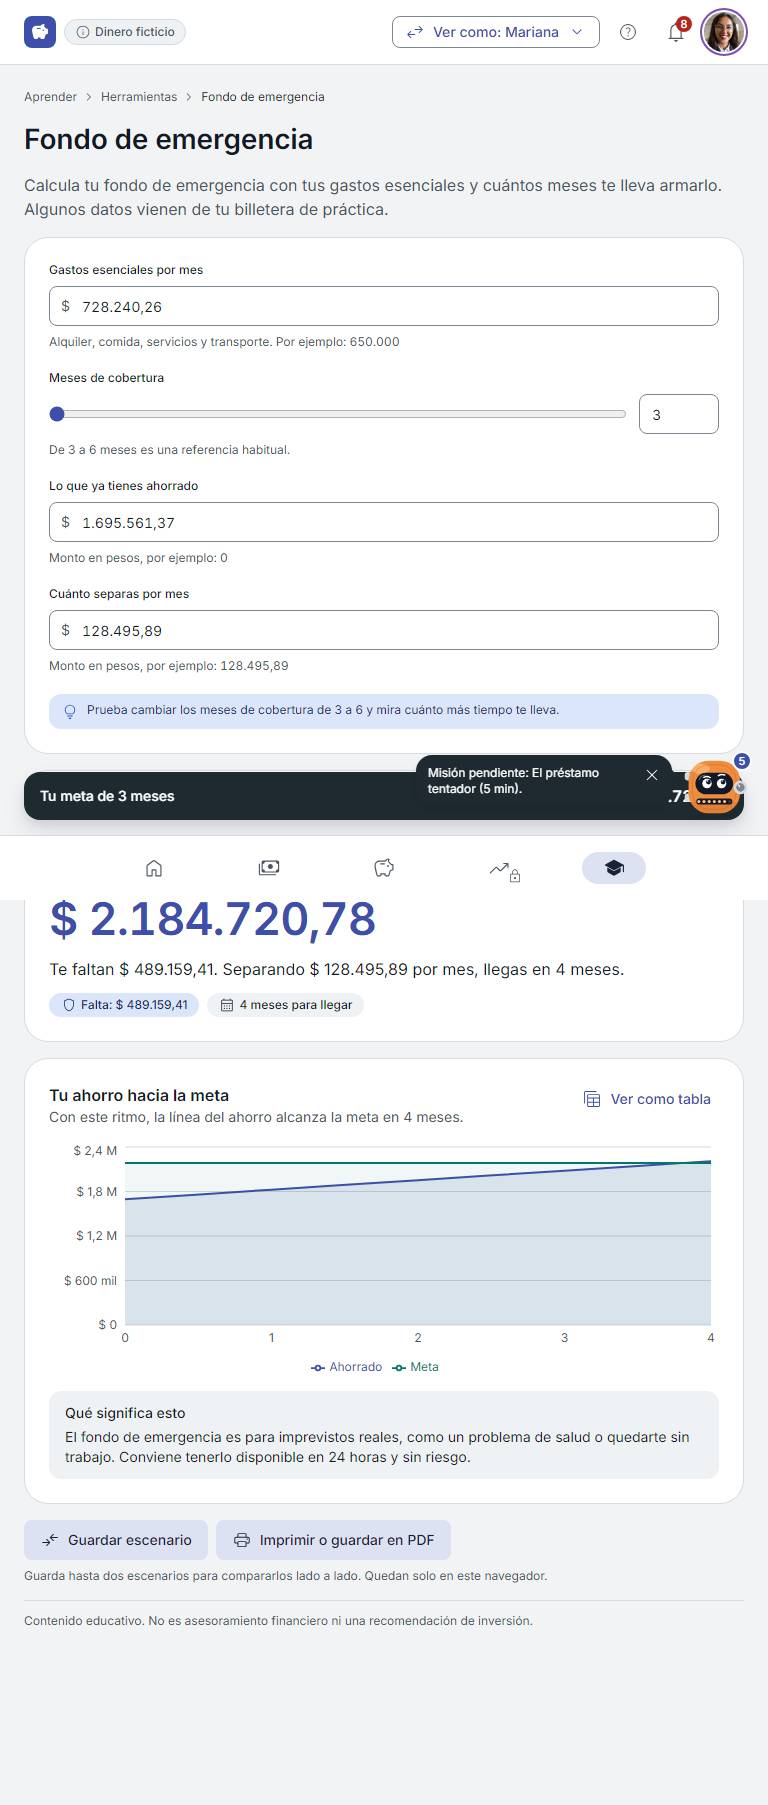 Dinero ficticio
Ver como: Mariana
8
Aprender > Herramientas > Fondo de emergencia
Fondo de emergencia
Calcula tu fondo de emergencia con tus gastos esenciales y cuántos meses te lleva armarlo.
Algunos datos vienen de tu billetera de práctica.
Gastos esenciales por mes
$ 728.240,26
Alquiler, comida, servicios y transporte. Por ejemplo: 650.000
Meses de cobertura
3
De 3 a 6 meses es una referencia habitual.
Lo que ya tienes ahorrado
$ 1.695.561,37
Monto en pesos, por ejemplo: 0
Cuánto separas por mes
$ 128.495,89
Monto en pesos, por ejemplo: 128.495,89
Prueba cambiar los meses de cobertura de 3 a 6 y mira cuánto más tiempo te lleva.
5
Misión pendiente: El préstamo
tentador (5 min).
Tu meta de 3 meses
$ 2.184.720,78
Te faltan $ 489.159,41. Separando $ 128.495,89 por mes, llegas en 4 meses.
Falta: $ 489.159,41
4 meses para llegar
Tu ahorro hacia la meta
Ver como tabla
Con este ritmo, la línea del ahorro alcanza la meta en 4 meses.
$ 2,4 M
$ 1,8 M
$ 1,2 M
$ 600 mil
$ 0
0 1 2 3 4
Ahorrado Meta
Qué significa esto
El fondo de emergencia es para imprevistos reales, como un problema de salud o quedarte sin
trabajo. Conviene tenerlo disponible en 24 horas y sin riesgo.
Guardar escenario
Imprimir o guardar en PDF
Guarda hasta dos escenarios para compararlos lado a lado. Quedan solo en este navegador.
Contenido educativo. No es asesoramiento financiero ni una recomendación de inversión.